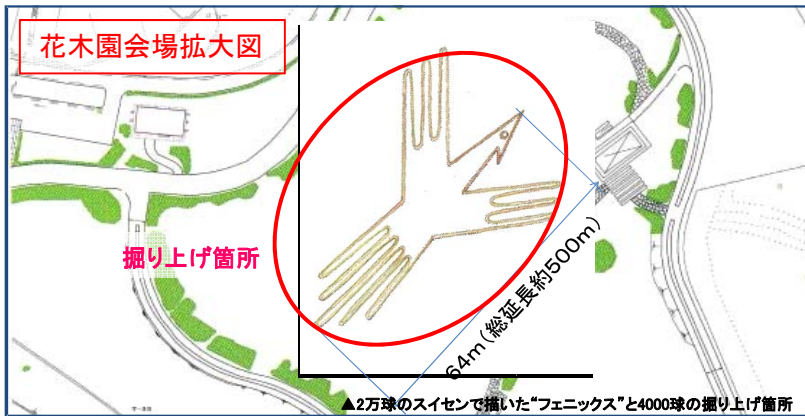 花木園会場拡大図
掘り上げ箇所
64m(総延長約500m)
▲2万球のスイセンで描いた“フェニックス”と4000球の掘り上げ箇所